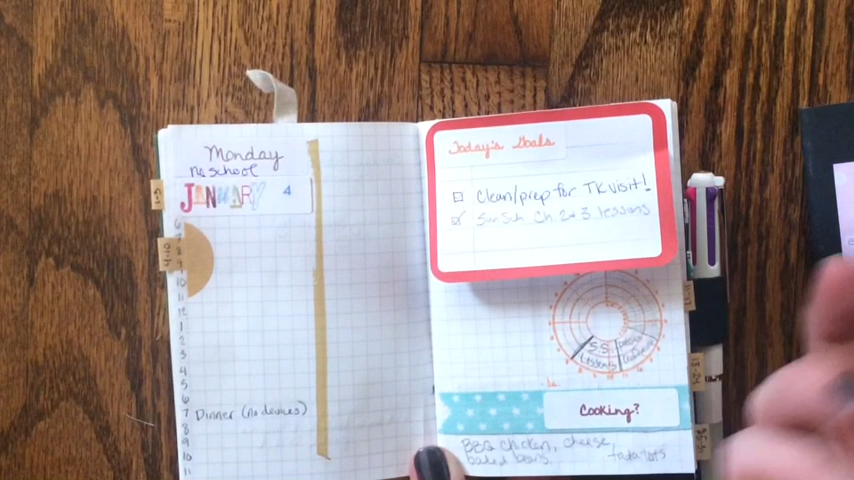 Monday
No school
JANUARY 4
6
7
8
9
10
11
12
1
2
3
4
5
6
7 Dinner (no devices)
8
9
10
11
Today's Goals
Clean/prep for TK visit!
Sun Sch Ch 2 & 3 lessons
S.S.
Lessons
Cooking?
BBQ chicken, cheese,
baked beans,